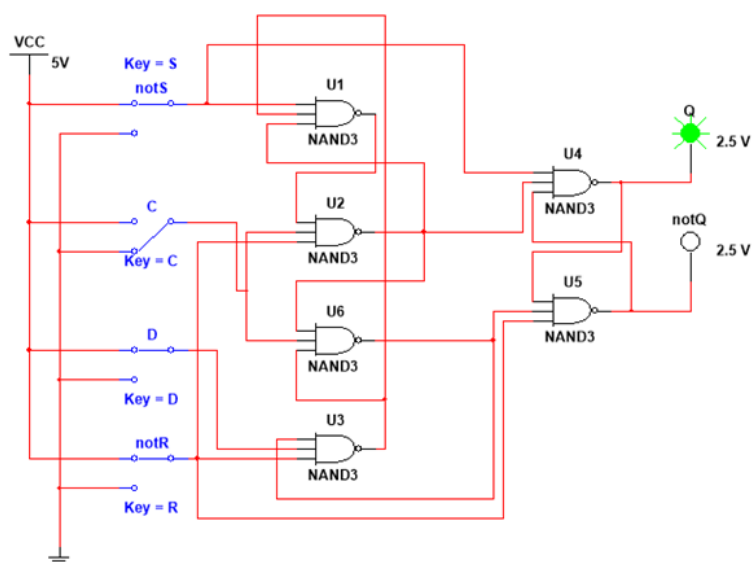 VCC
5V
Key = S
notS
U1
NAND3
Q
2.5 V
U4
NAND3
C
Key = C
U2
NAND3
notQ
2.5 V
U5
NAND3
U6
NAND3
D
Key = D
U3
NAND3
notR
Key = R